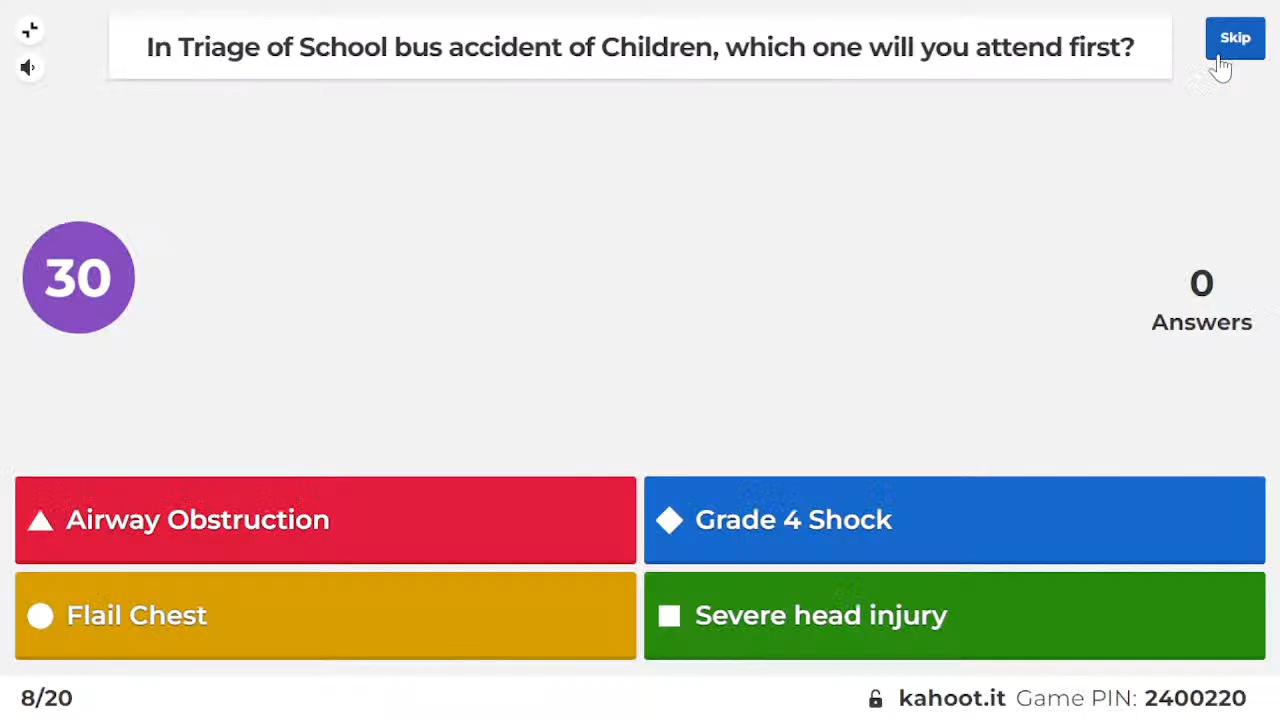 In Triage of School bus accident of Children, which one will you attend first?
Skip
30
0
Answers
Airway Obstruction
Grade 4 Shock
Flail Chest
Severe head injury
8/20
kahoot.it Game PIN: 2400220